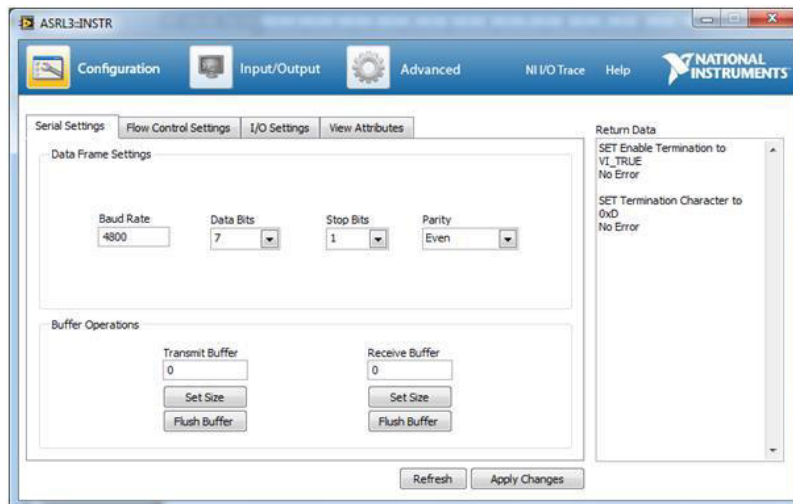 ASRL3::INSTR
Configuration Input/Output Advanced NI I/O Trace Help NATIONAL INSTRUMENTS
Serial Settings Flow Control Settings I/O Settings View Attributes
Data Frame Settings
Baud Rate Data Bits Stop Bits Parity
4800 7 1 Even
Buffer Operations
Transmit Buffer Receive Buffer
0 0
Set Size Set Size
Flush Buffer Flush Buffer
Refresh Apply Changes
Return Data
SET Enable Termination to
VI_TRUE
No Error
SET Termination Character to
0xD
No Error